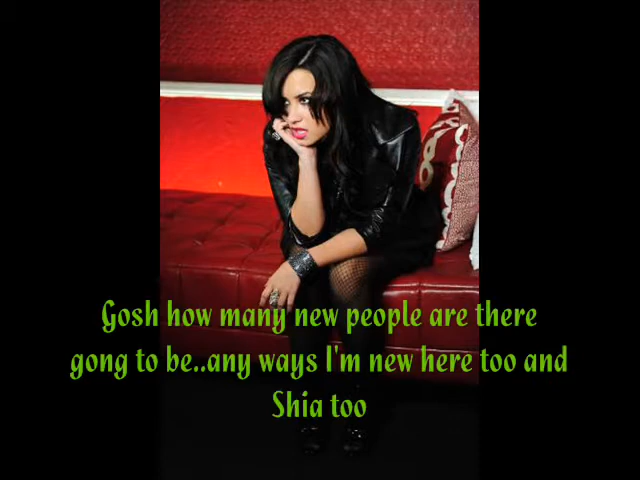 Gosh how many new people are there
gong to be..any ways I'm new here too and
Shia too